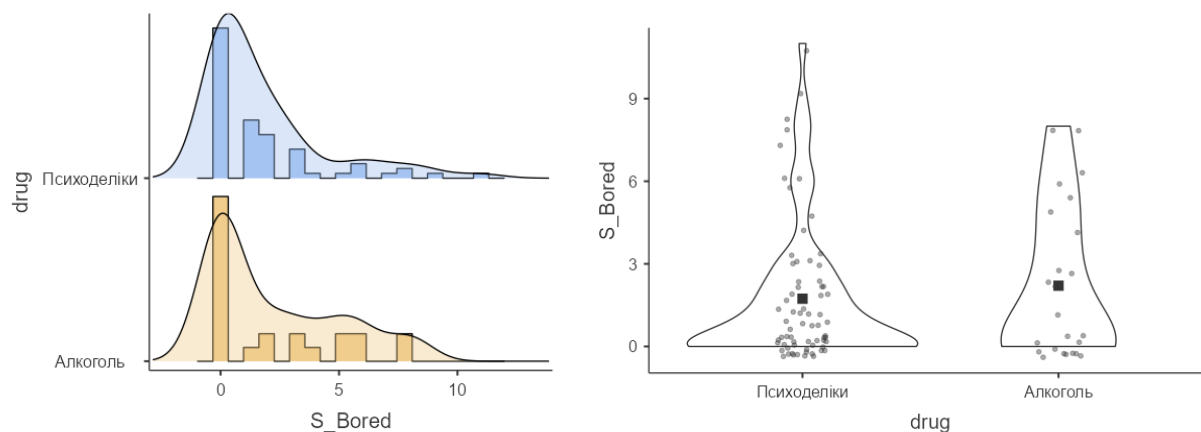 drug
Психоделіки
Алкоголь
0
5
10
S_Bored
S_Bored
9
6
3
0
Психоделіки
Алкоголь
drug